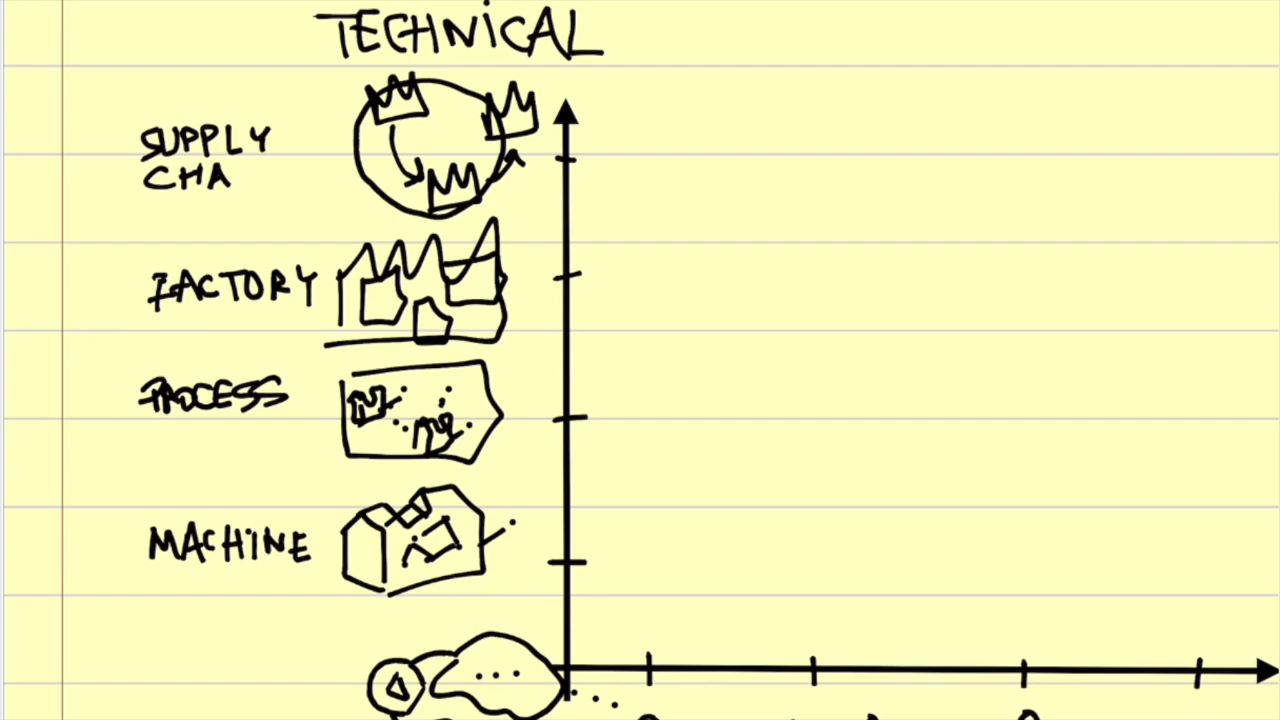 TECHNiCAL
SUPPLY
CHA
FACTORY
PROCESS
MACHiNE